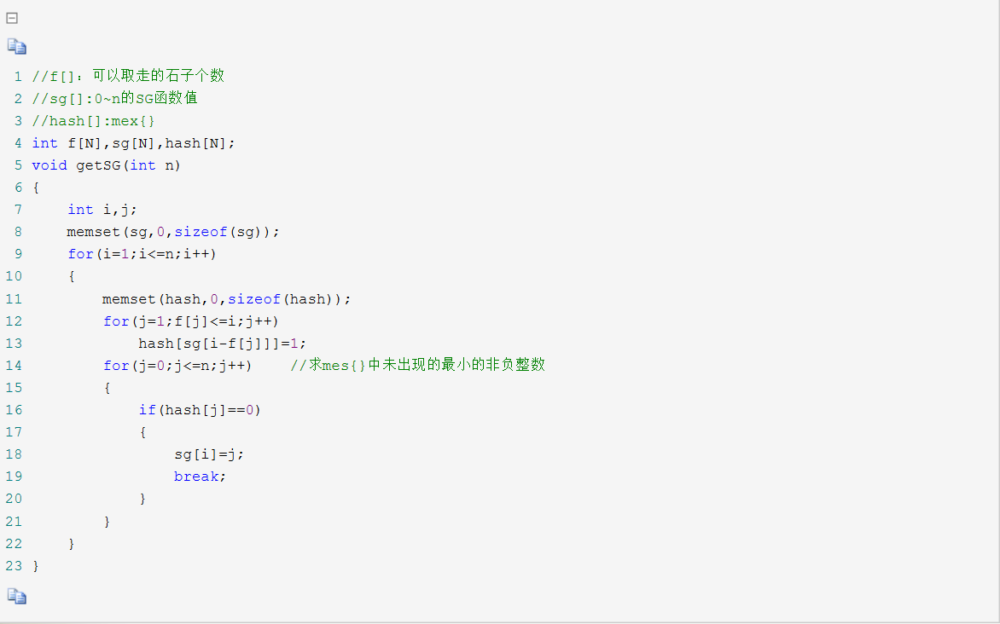 1 //f[]：可以取走的石子个数
2 //sg[]:0~n的SG函数值
3 //hash[]:mex{}
4 int f[N],sg[N],hash[N];
5 void getSG(int n)
6 {
7     int i,j;
8     memset(sg,0,sizeof(sg));
9     for(i=1;i<=n;i++)
10     {
11         memset(hash,0,sizeof(hash));
12         for(j=1;f[j]<=i;j++)
13             hash[sg[i-f[j]]]=1;
14         for(j=0;j<=n;j++)    //求mes{}中未出现的最小的非负整数
15         {
16             if(hash[j]==0)
17             {
18                 sg[i]=j;
19                 break;
20             }
21         }
22     }
23 }